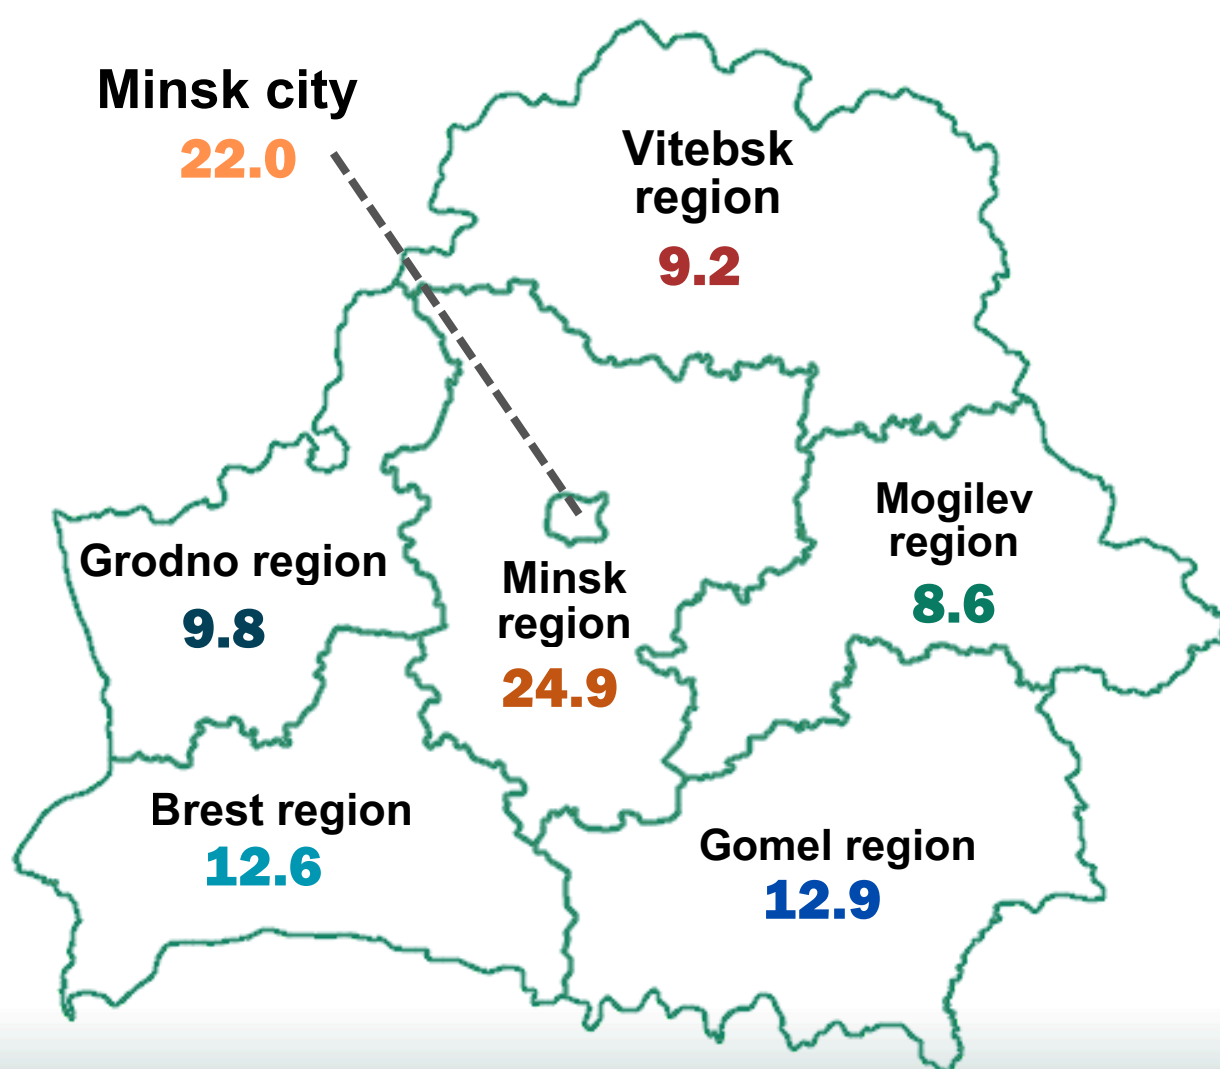 Minsk city
22.0
Vitebsk
region
9.2
Mogilev
region
8.6
Grodno region
9.8
Minsk
region
24.9
Brest region
12.6
Gomel region
12.9